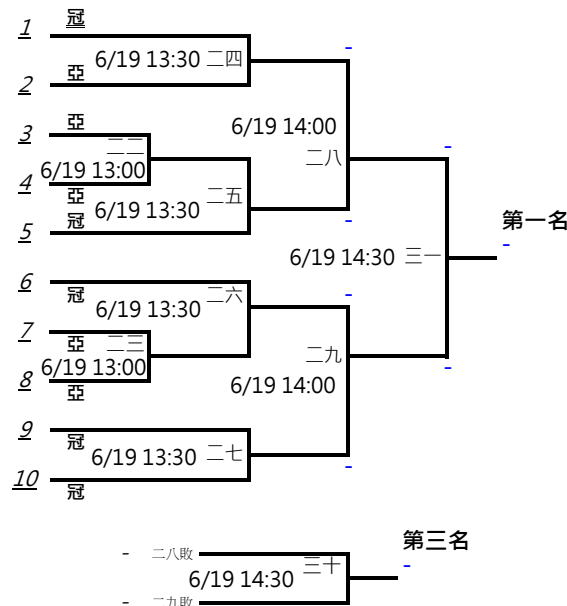 1 冠
6/19 13:30 二四
2 亞
-
3 亞
6/19 14:00
二二
二八
-
6/19 13:00
4 亞
6/19 13:30 二五
5 冠
-
第一名
-
6/19 14:30 三一
6 冠
-
6/19 13:30 二六
7 亞
二三
二九
6/19 13:00
-
8 亞
6/19 14:00
9 冠
6/19 13:30 二七
-
10 冠
第三名
-
- 二八敗
三十
6/19 14:30
- 二九敗